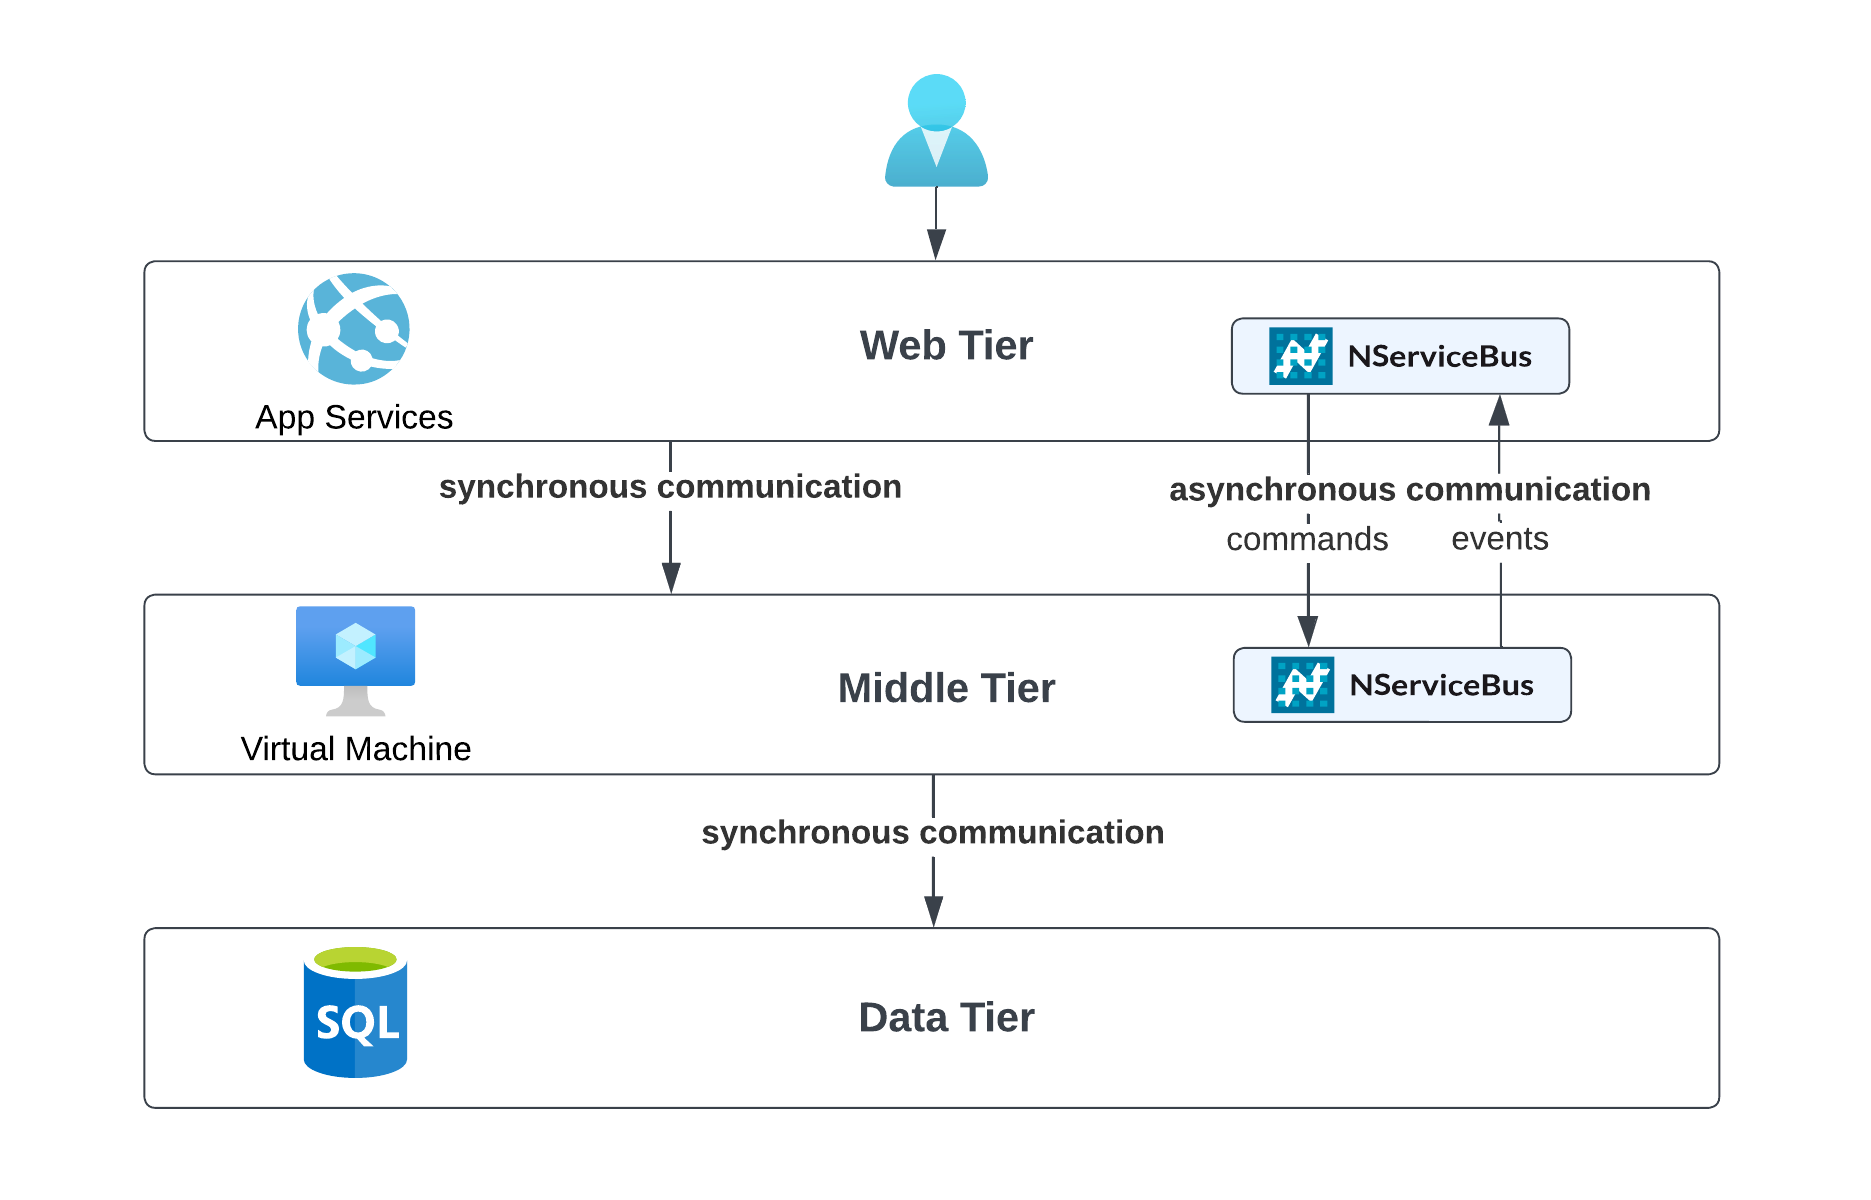 Web Tier
NServiceBus
App Services
synchronous communication
asynchronous communication
commands
events
Middle Tier
NServiceBus
Virtual Machine
synchronous communication
SQL
Data Tier